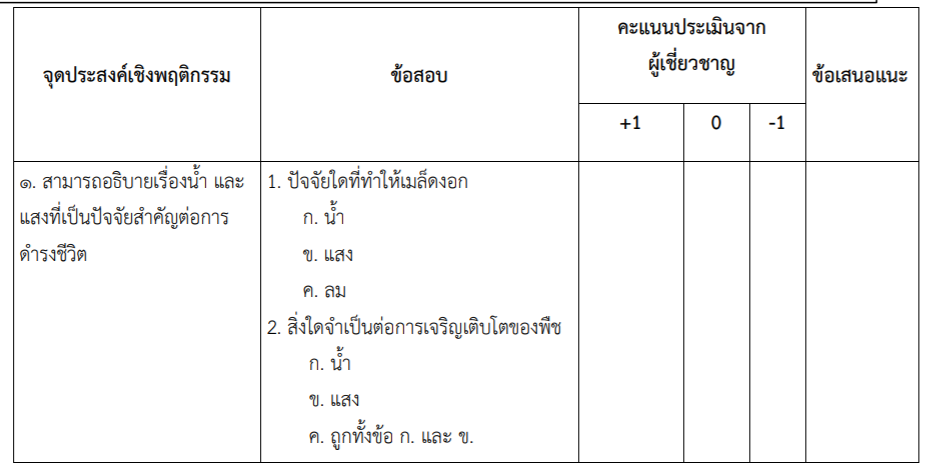 จุดประสงค์เชิงพฤติกรรม
ข้อสอบ
คะแนนประเมินจาก
ผู้เชี่ยวชาญ
ข้อเสนอแนะ
+1
0
-1
๑. สามารถอธิบายเรื่องน้ำ และ
แสงที่เป็นปัจจัยสำคัญต่อการ
ดำรงชีวิต
1. ปัจจัยใดที่ทำให้เมล็ดงอก
ก. น้ำ
ข. แสง
ค. ลม
2. สิ่งใดจำเป็นต่อการเจริญเติบโตของพืช
ก. น้ำ
ข. แสง
ค. ถูกทั้งข้อ ก. และ ข.